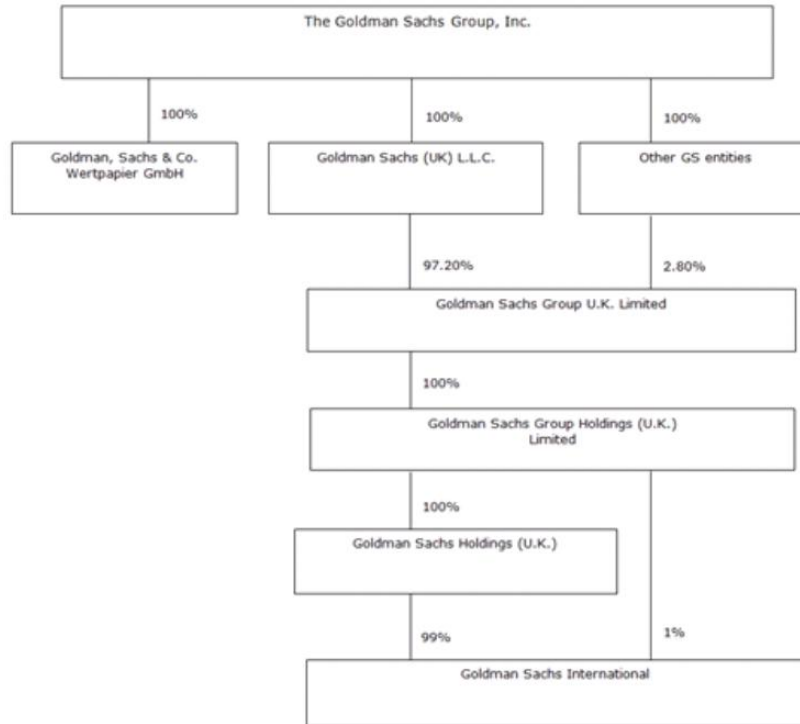 The Goldman Sachs Group, Inc.
100%
100%
100%
Goldman, Sachs & Co.
Wertpapier GmbH
Goldman Sachs (UK) L.L.C.
Other GS entities
97.20%
2.80%
Goldman Sachs Group U.K. Limited
100%
Goldman Sachs Group Holdings (U.K.)
Limited
100%
Goldman Sachs Holdings (U.K.)
99%
1%
Goldman Sachs International